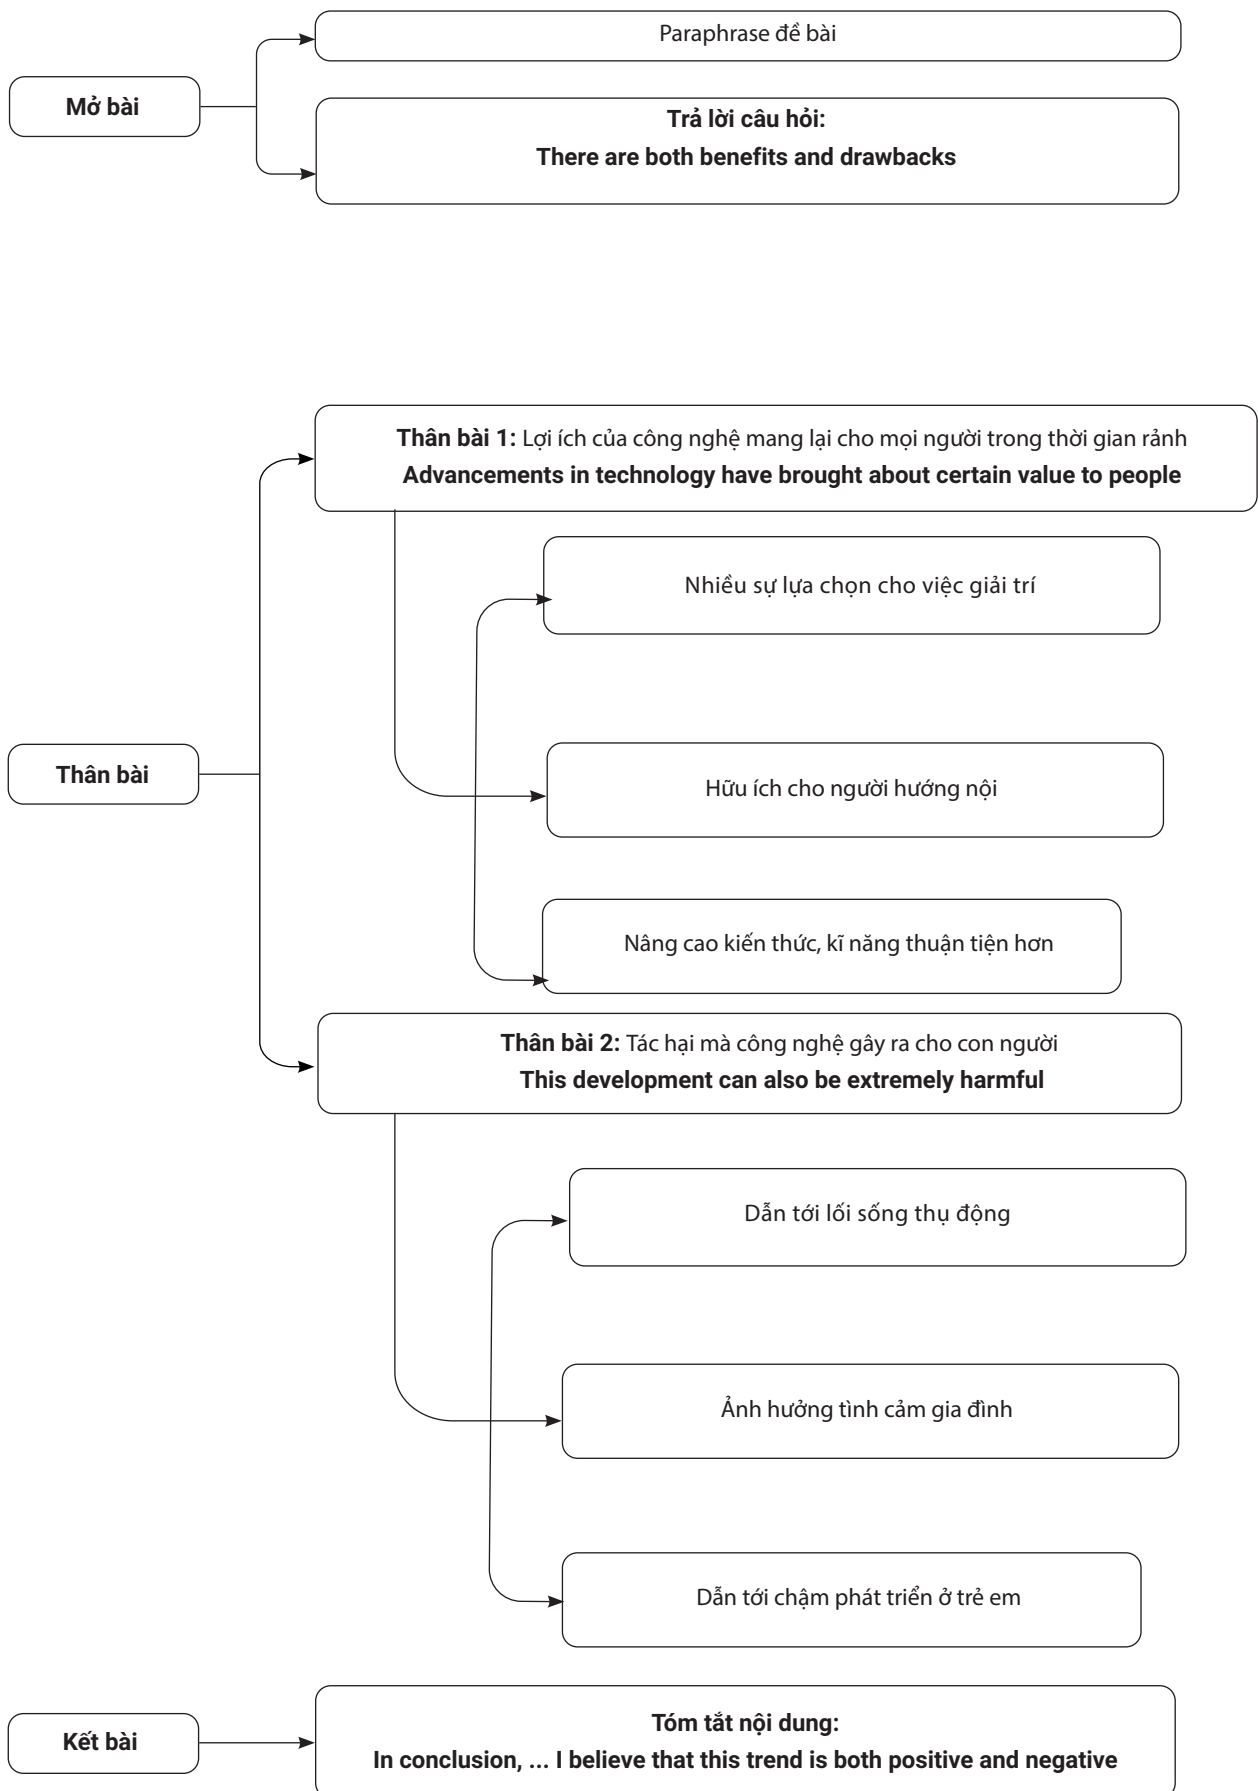 Mở bài
Paraphrase đề bài
Trả lời câu hỏi:
There are both benefits and drawbacks
Thân bài
Thân bài 1: Lợi ích của công nghệ mang lại cho mọi người trong thời gian rảnh
Advancements in technology have brought about certain value to people
Nhiều sự lựa chọn cho việc giải trí
Hữu ích cho người hướng nội
Nâng cao kiến thức, kĩ năng thuận tiện hơn
Thân bài 2: Tác hại mà công nghệ gây ra cho con người
This development can also be extremely harmful
Dẫn tới lối sống thụ động
Ảnh hưởng tình cảm gia đình
Dẫn tới chậm phát triển ở trẻ em
Kết bài
Tóm tắt nội dung:
In conclusion, ... I believe that this trend is both positive and negative